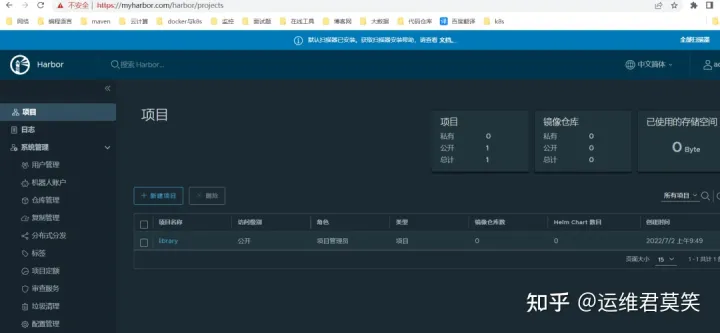 不安全 | https://myharbor.com/harbor/projects
网络 编程语言 maven 云计算 docker与k8s 监控 面试题 在线工具 博客网 大数据 代码仓库 百度翻译 k8s
默认扫描器已安装。获取扫描器安装帮助，请查看 文档。 全部扫描器
Harbor 搜索 Harbor... 中文简体
项目
日志
系统管理
用户管理
机器人账户
仓库管理
复制管理
分布式分发
标签
项目定额
审查服务
垃圾清理
配置管理
项目
项目
私有 0
公开 1
总计 1
镜像仓库
私有 0
公开 0
总计 0
已使用的存储空间
0 Byte
+ 新建项目 × 删除 所有项目
项目名称 访问级别 角色 类型 镜像仓库数 Helm Chart 数目 创建时间
library 公开 项目管理员 项目 0 0 2022/7/2 上午9:49
页面大小 15 1 - 1 共计 1
知乎 @运维君莫笑